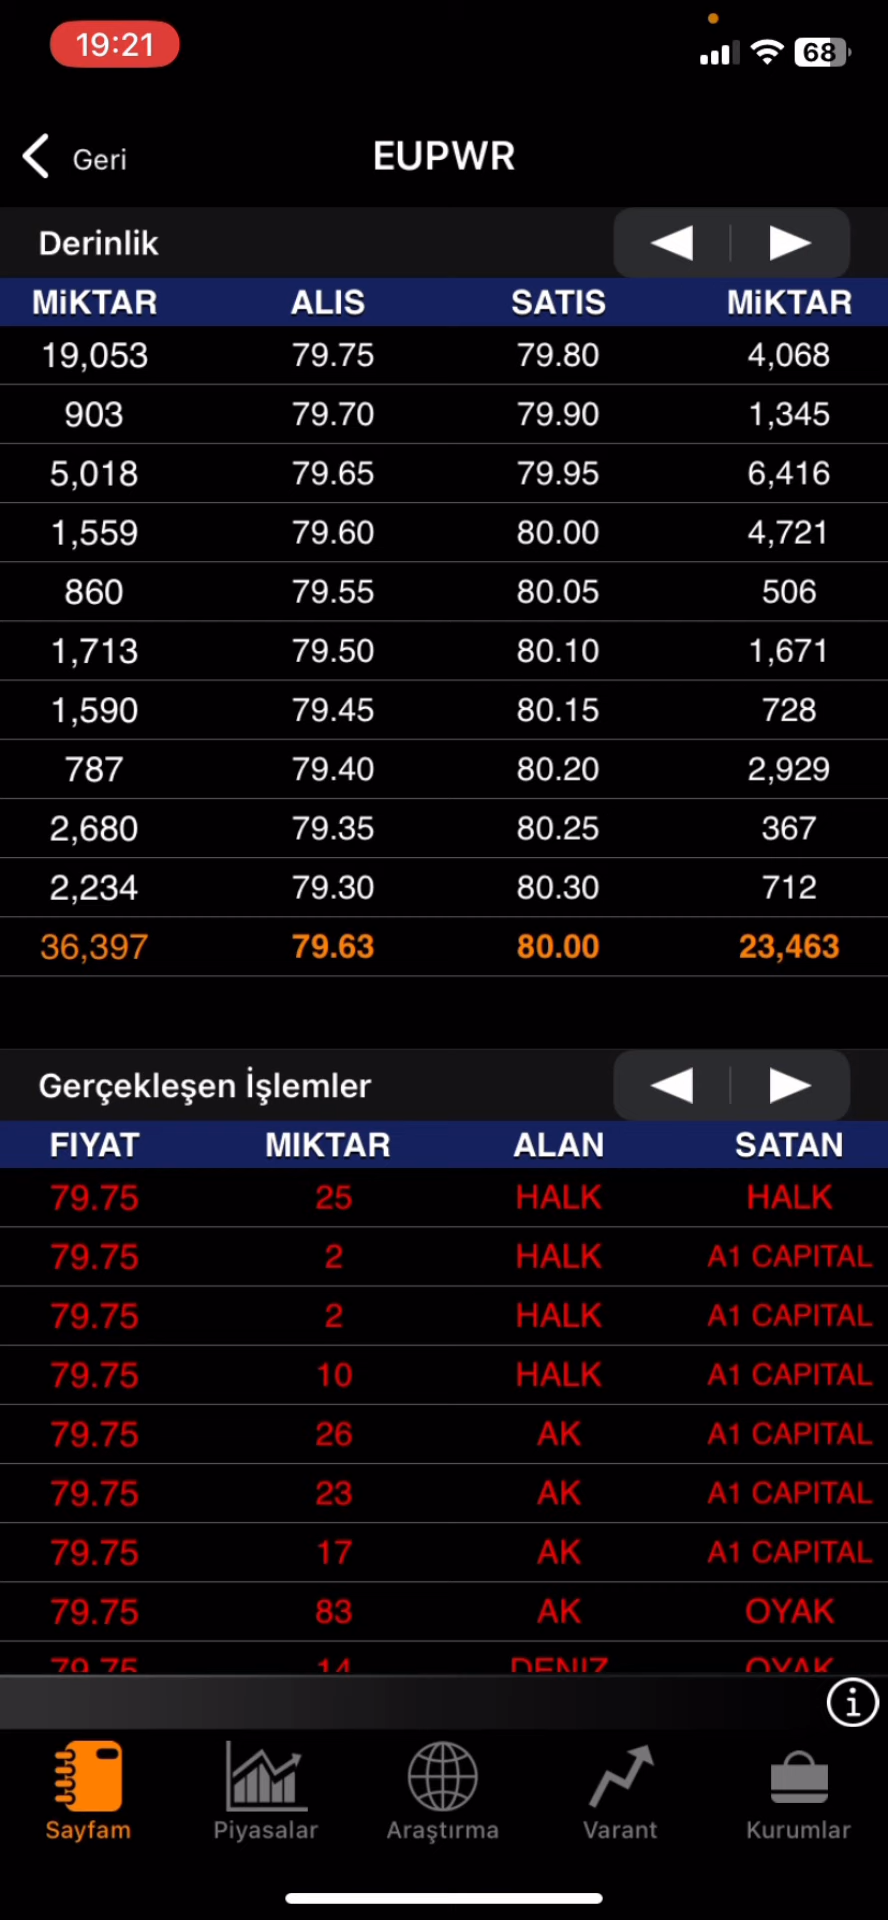 19:21
68
Geri
EUPWR
Derinlik
MiKTAR ALIS SATIS MiKTAR
19,053 79.75 79.80 4,068
903 79.70 79.90 1,345
5,018 79.65 79.95 6,416
1,559 79.60 80.00 4,721
860 79.55 80.05 506
1,713 79.50 80.10 1,671
1,590 79.45 80.15 728
787 79.40 80.20 2,929
2,680 79.35 80.25 367
2,234 79.30 80.30 712
36,397 79.63 80.00 23,463
Gerçekleşen İşlemler
FIYAT MIKTAR ALAN SATAN
79.75 25 HALK HALK
79.75 2 HALK A1 CAPITAL
79.75 2 HALK A1 CAPITAL
79.75 10 HALK A1 CAPITAL
79.75 26 AK A1 CAPITAL
79.75 23 AK A1 CAPITAL
79.75 17 AK A1 CAPITAL
79.75 83 AK OYAK
79.75 14 DENIZ OYAK
Sayfam Piyasalar Araştırma Varant Kurumlar